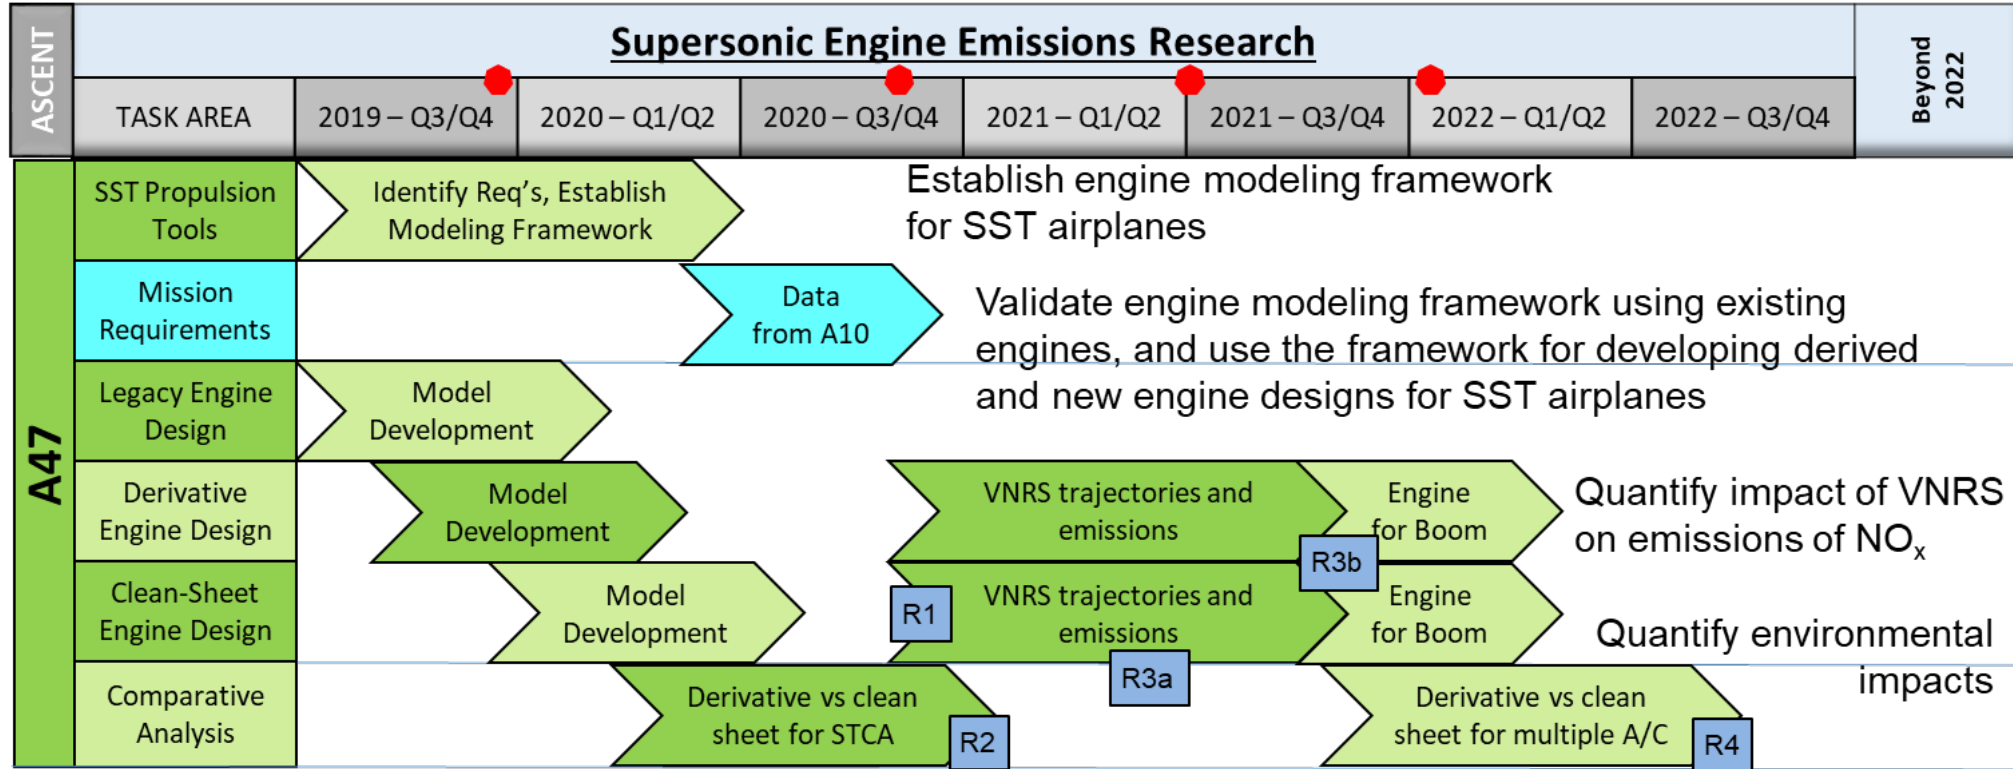 ASCENT
Supersonic Engine Emissions Research
Beyond
2022
TASK AREA
2019 – Q3/Q4
2020 – Q1/Q2
2020 – Q3/Q4
2021 – Q1/Q2
2021 – Q3/Q4
2022 – Q1/Q2
2022 – Q3/Q4
A47
SST Propulsion
Tools
Identify Req's, Establish
Modeling Framework
Establish engine modeling framework
for SST airplanes
Mission
Requirements
Data
from A10
Validate engine modeling framework using existing
engines, and use the framework for developing derived
and new engine designs for SST airplanes
Legacy Engine
Design
Model
Development
Derivative
Engine Design
Model
Development
VNRS trajectories and
emissions
Engine
for Boom
R3b
Quantify impact of VNRS
on emissions of NOx
Clean-Sheet
Engine Design
Model
Development
R1
VNRS trajectories and
emissions
R3a
Engine
for Boom
Quantify environmental
impacts
Comparative
Analysis
Derivative vs clean
sheet for STCA
R2
Derivative vs clean
sheet for multiple A/C
R4